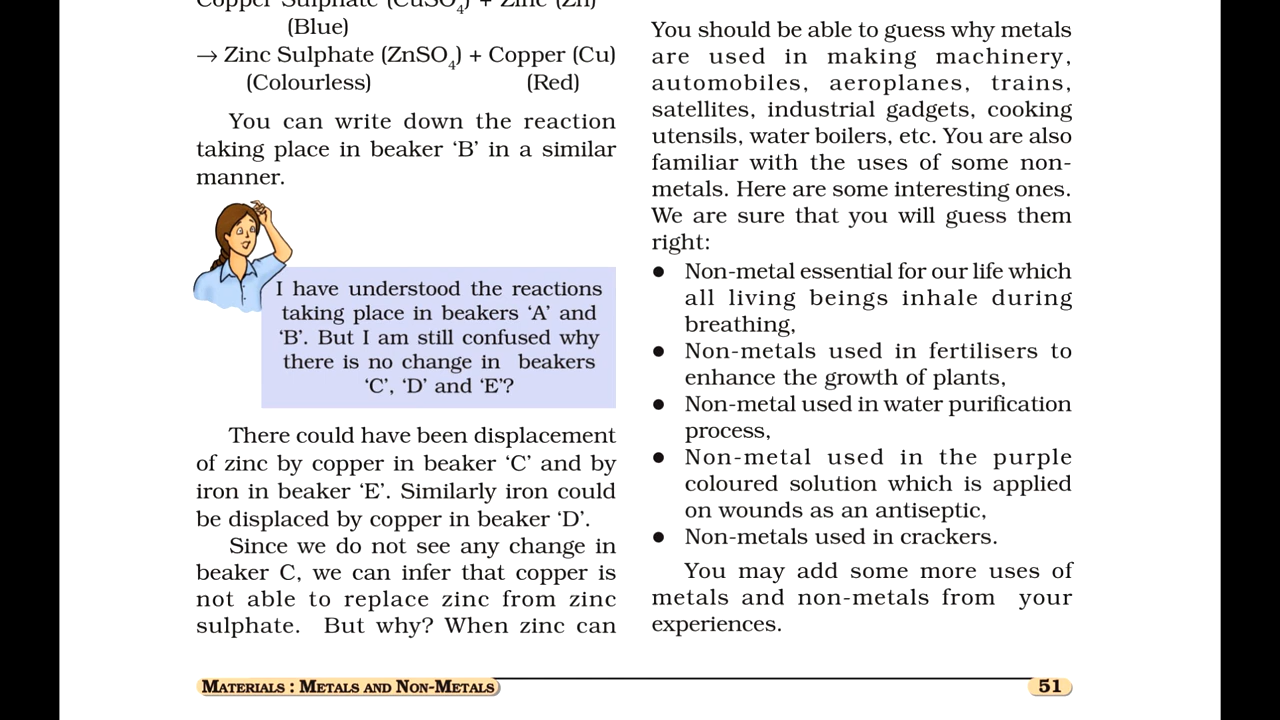 Copper Sulphate (CuSO4) + Zinc (Zn)
(Blue)
→ Zinc Sulphate (ZnSO4) + Copper (Cu)
(Colourless) (Red)
You can write down the reaction
taking place in beaker ‘B’ in a similar
manner.
I have understood the reactions
taking place in beakers ‘A’ and
‘B’. But I am still confused why
there is no change in beakers
‘C’, ‘D’ and ‘E’?
There could have been displacement
of zinc by copper in beaker ‘C’ and by
iron in beaker ‘E’. Similarly iron could
be displaced by copper in beaker ‘D’.
Since we do not see any change in
beaker C, we can infer that copper is
not able to replace zinc from zinc
sulphate. But why? When zinc can
You should be able to guess why metals
are used in making machinery,
automobiles, aeroplanes, trains,
satellites, industrial gadgets, cooking
utensils, water boilers, etc. You are also
familiar with the uses of some non-
metals. Here are some interesting ones.
We are sure that you will guess them
right:
● Non-metal essential for our life which
all living beings inhale during
breathing,
● Non-metals used in fertilisers to
enhance the growth of plants,
● Non-metal used in water purification
process,
● Non-metal used in the purple
coloured solution which is applied
on wounds as an antiseptic,
● Non-metals used in crackers.
You may add some more uses of
metals and non-metals from your
experiences.
MATERIALS : METALS AND NON-METALS
51